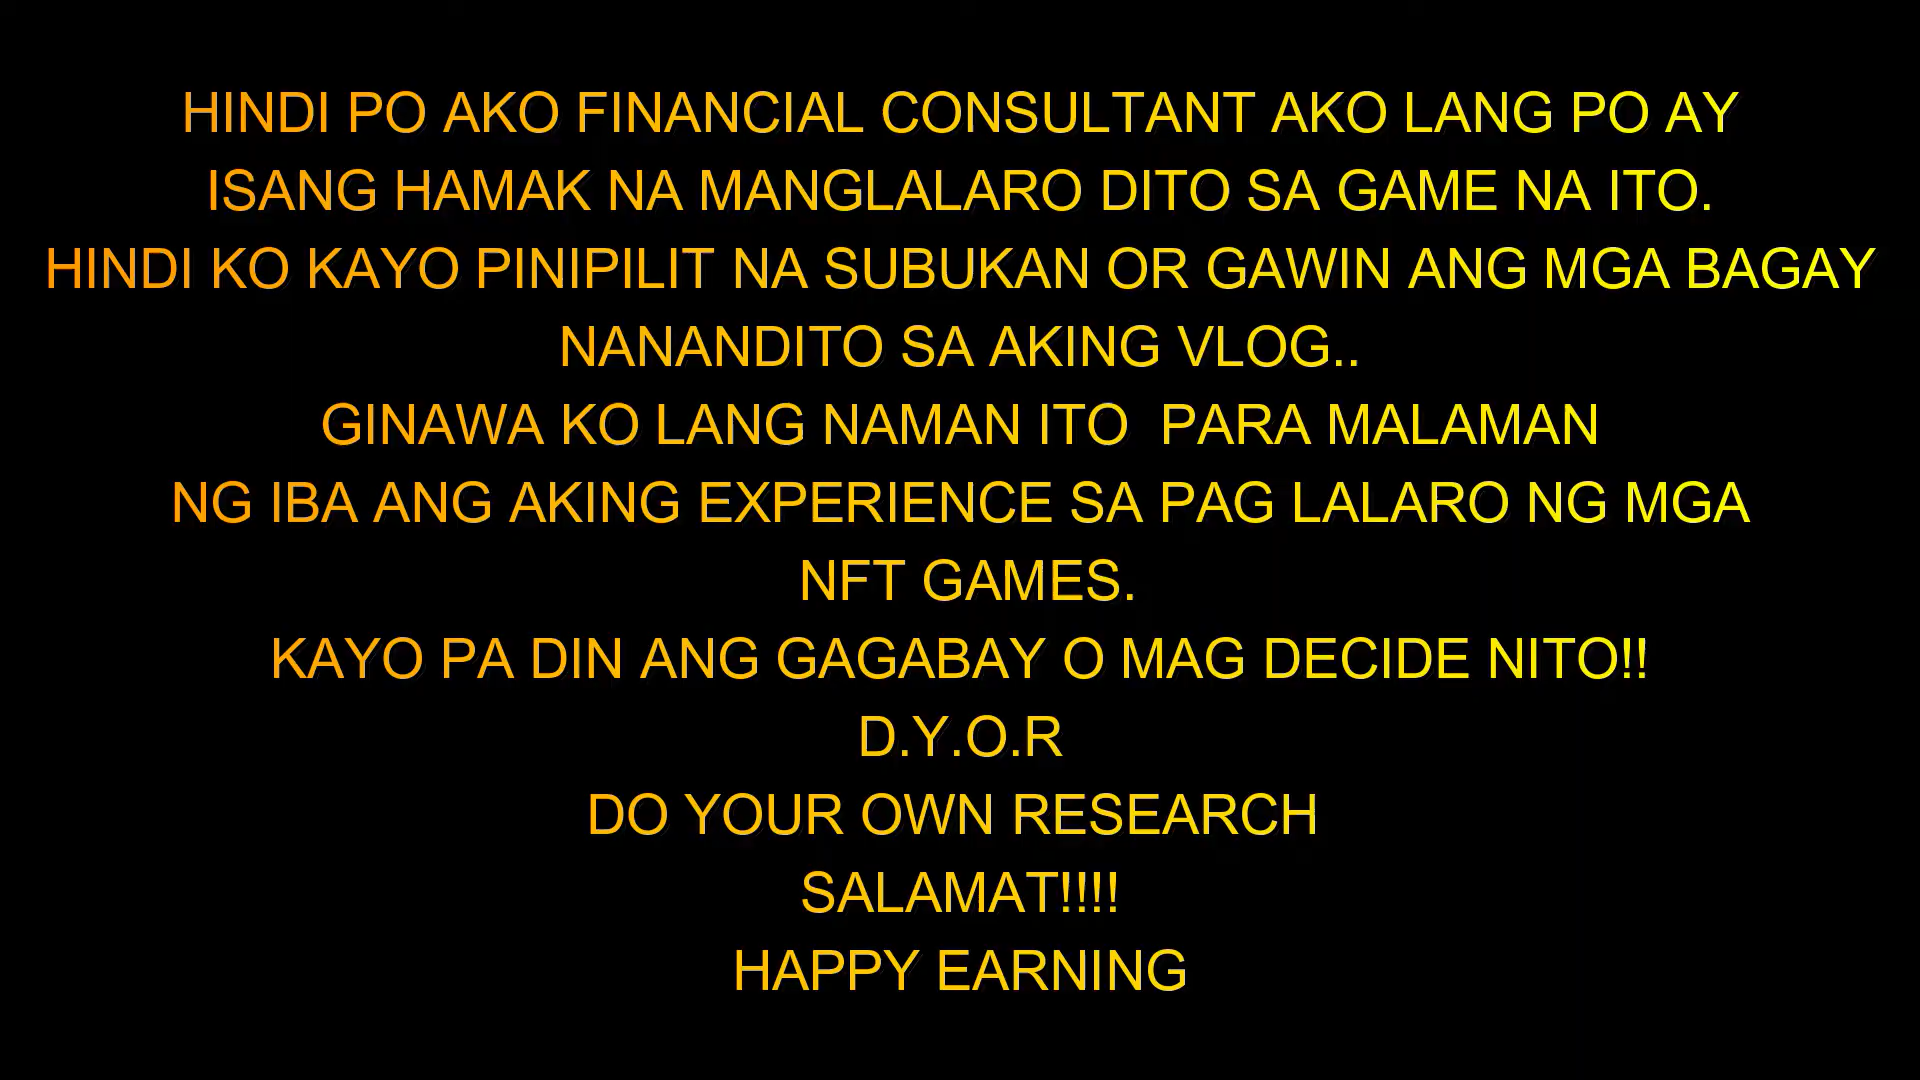 HINDI PO AKO FINANCIAL CONSULTANT AKO LANG PO AY
ISANG HAMAK NA MANGLALARO DITO SA GAME NA ITO.
HINDI KO KAYO PINIPILIT NA SUBUKAN OR GAWIN ANG MGA BAGAY
NANANDITO SA AKING VLOG..
GINAWA KO LANG NAMAN ITO  PARA MALAMAN
NG IBA ANG AKING EXPERIENCE SA PAG LALARO NG MGA
NFT GAMES.
KAYO PA DIN ANG GAGABAY O MAG DECIDE NITO!!
D.Y.O.R
DO YOUR OWN RESEARCH
SALAMAT!!!!
HAPPY EARNING